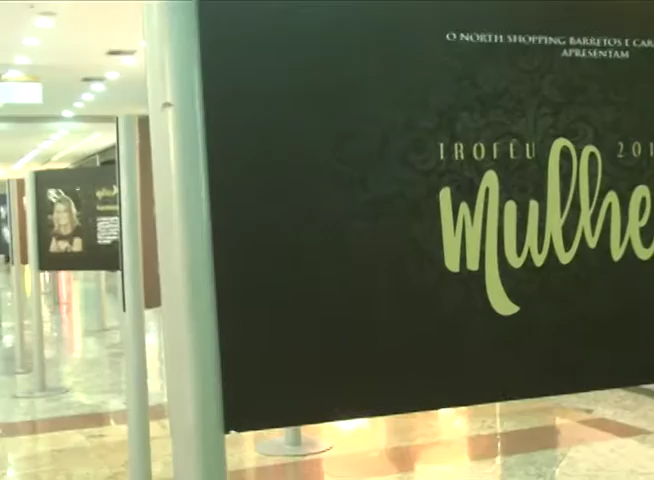 O NORTH SHOPPING BARRETOS E CAR
APRESENTAM
TROFÉU 201
Mulhe